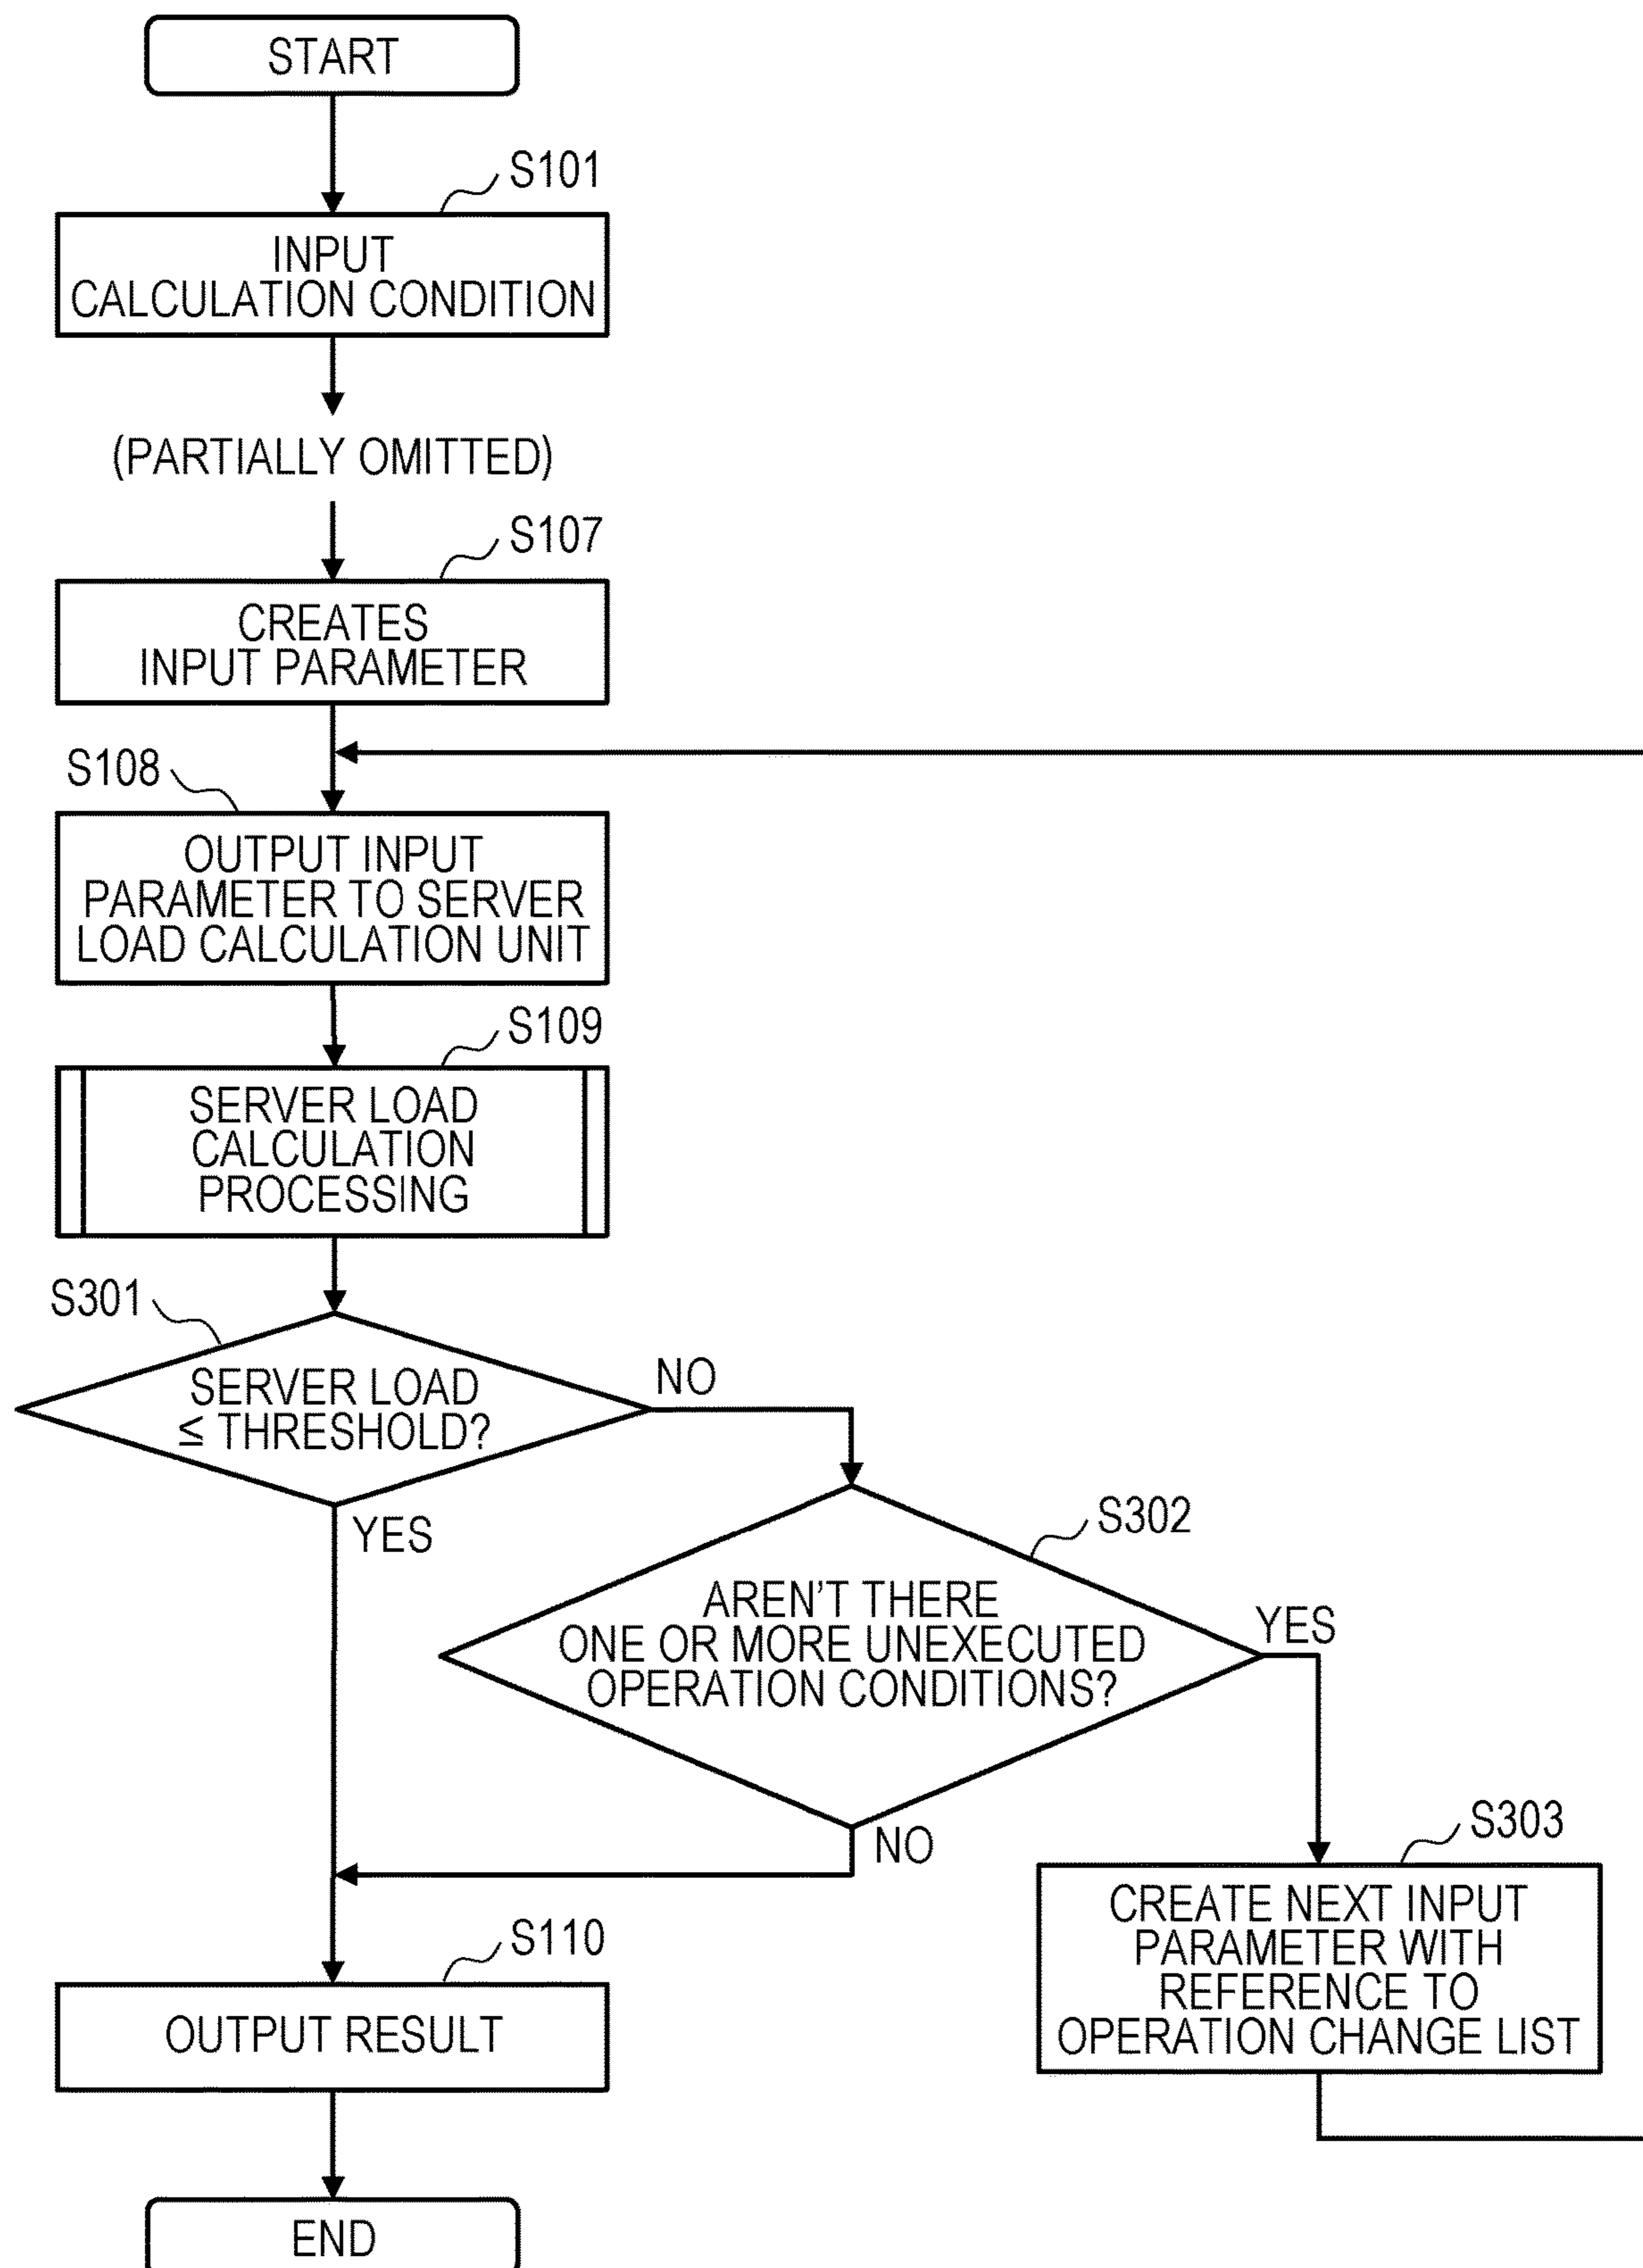 START
S101
INPUT
CALCULATION CONDITION
(PARTIALLY OMITTED)
S107
CREATES
INPUT PARAMETER
S108
OUTPUT INPUT
PARAMETER TO SERVER
LOAD CALCULATION UNIT
S109
SERVER LOAD
CALCULATION
PROCESSING
S301
SERVER LOAD
≤ THRESHOLD?
NO
YES
S302
AREN'T THERE
ONE OR MORE UNEXECUTED
OPERATION CONDITIONS?
YES
NO
S303
CREATE NEXT INPUT
PARAMETER WITH
REFERENCE TO
OPERATION CHANGE LIST
S110
OUTPUT RESULT
END